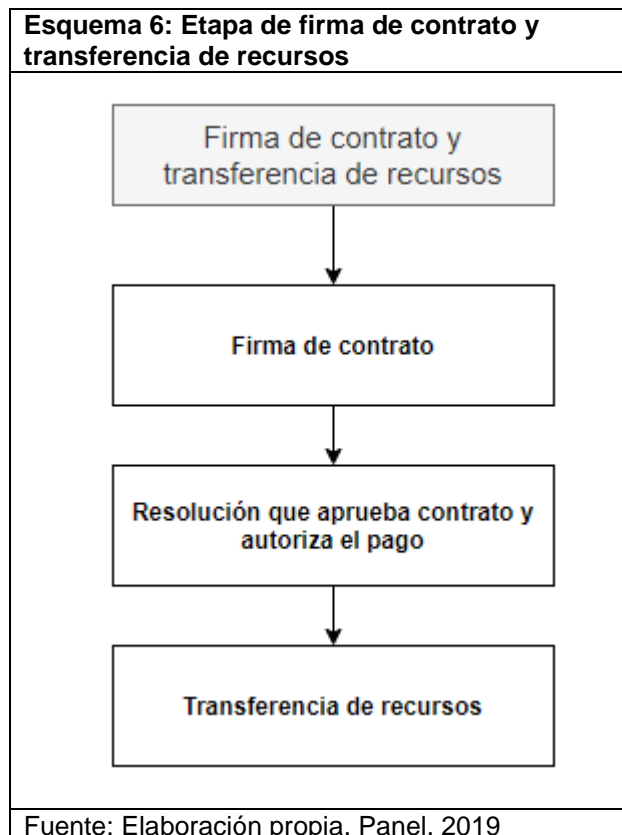 Esquema 6: Etapa de firma de contrato y
transferencia de recursos
Firma de contrato y
transferencia de recursos
Firma de contrato
Resolución que aprueba contrato y
autoriza el pago
Transferencia de recursos
Fuente: Elaboración propia. Panel. 2019